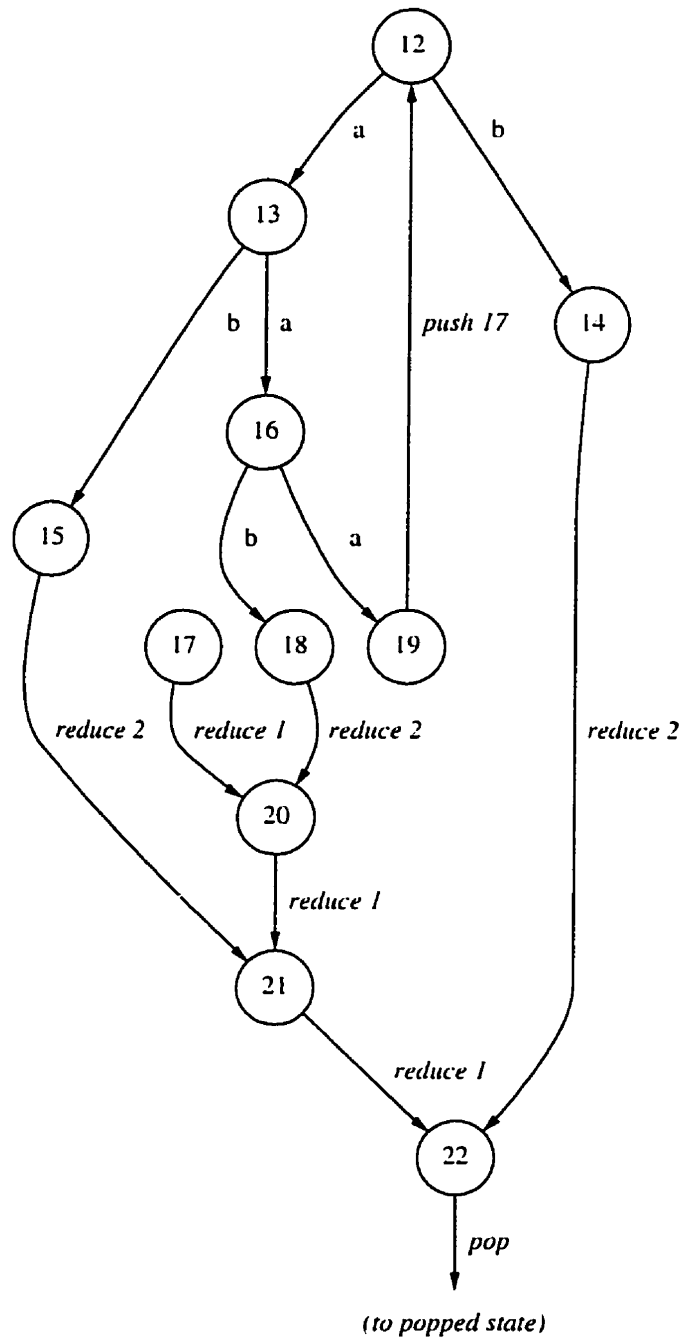 12
a
b
13
b
a
push 17
14
16
15
b
a
17
18
19
reduce 2
reduce 1
reduce 2
reduce 2
20
reduce 1
21
reduce 1
22
pop
(to popped state)